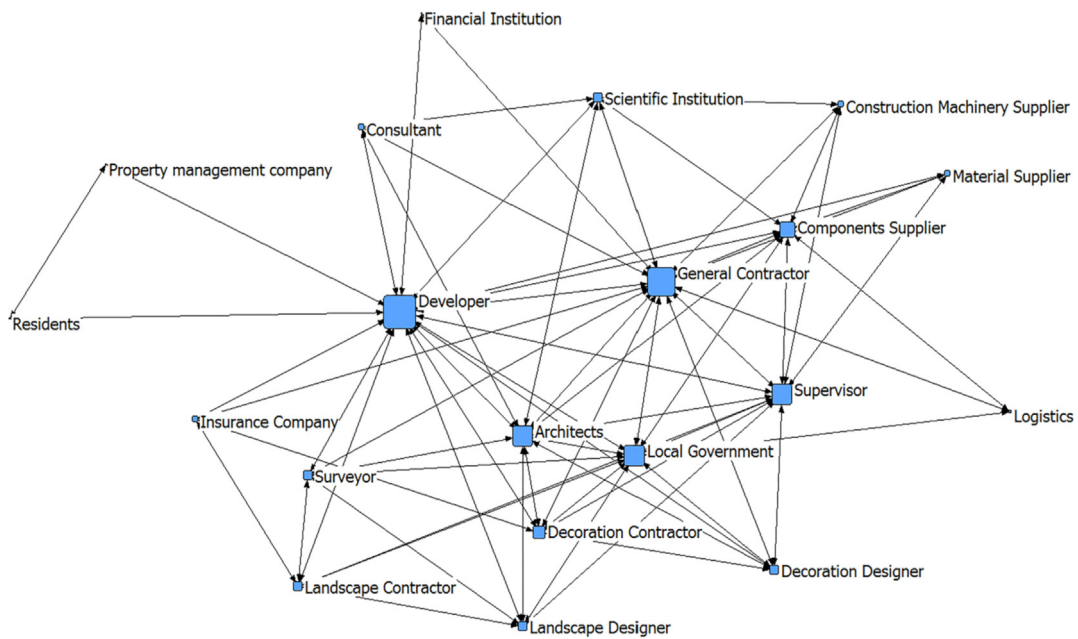 Financial Institution
Scientific Institution
Construction Machinery Supplier
Consultant
Property management company
Material Supplier
Components Supplier
General Contractor
Developer
Residents
Supervisor
Logistics
Insurance Company
Architects
Local Government
Surveyor
Decoration Contractor
Decoration Designer
Landscape Contractor
Landscape Designer